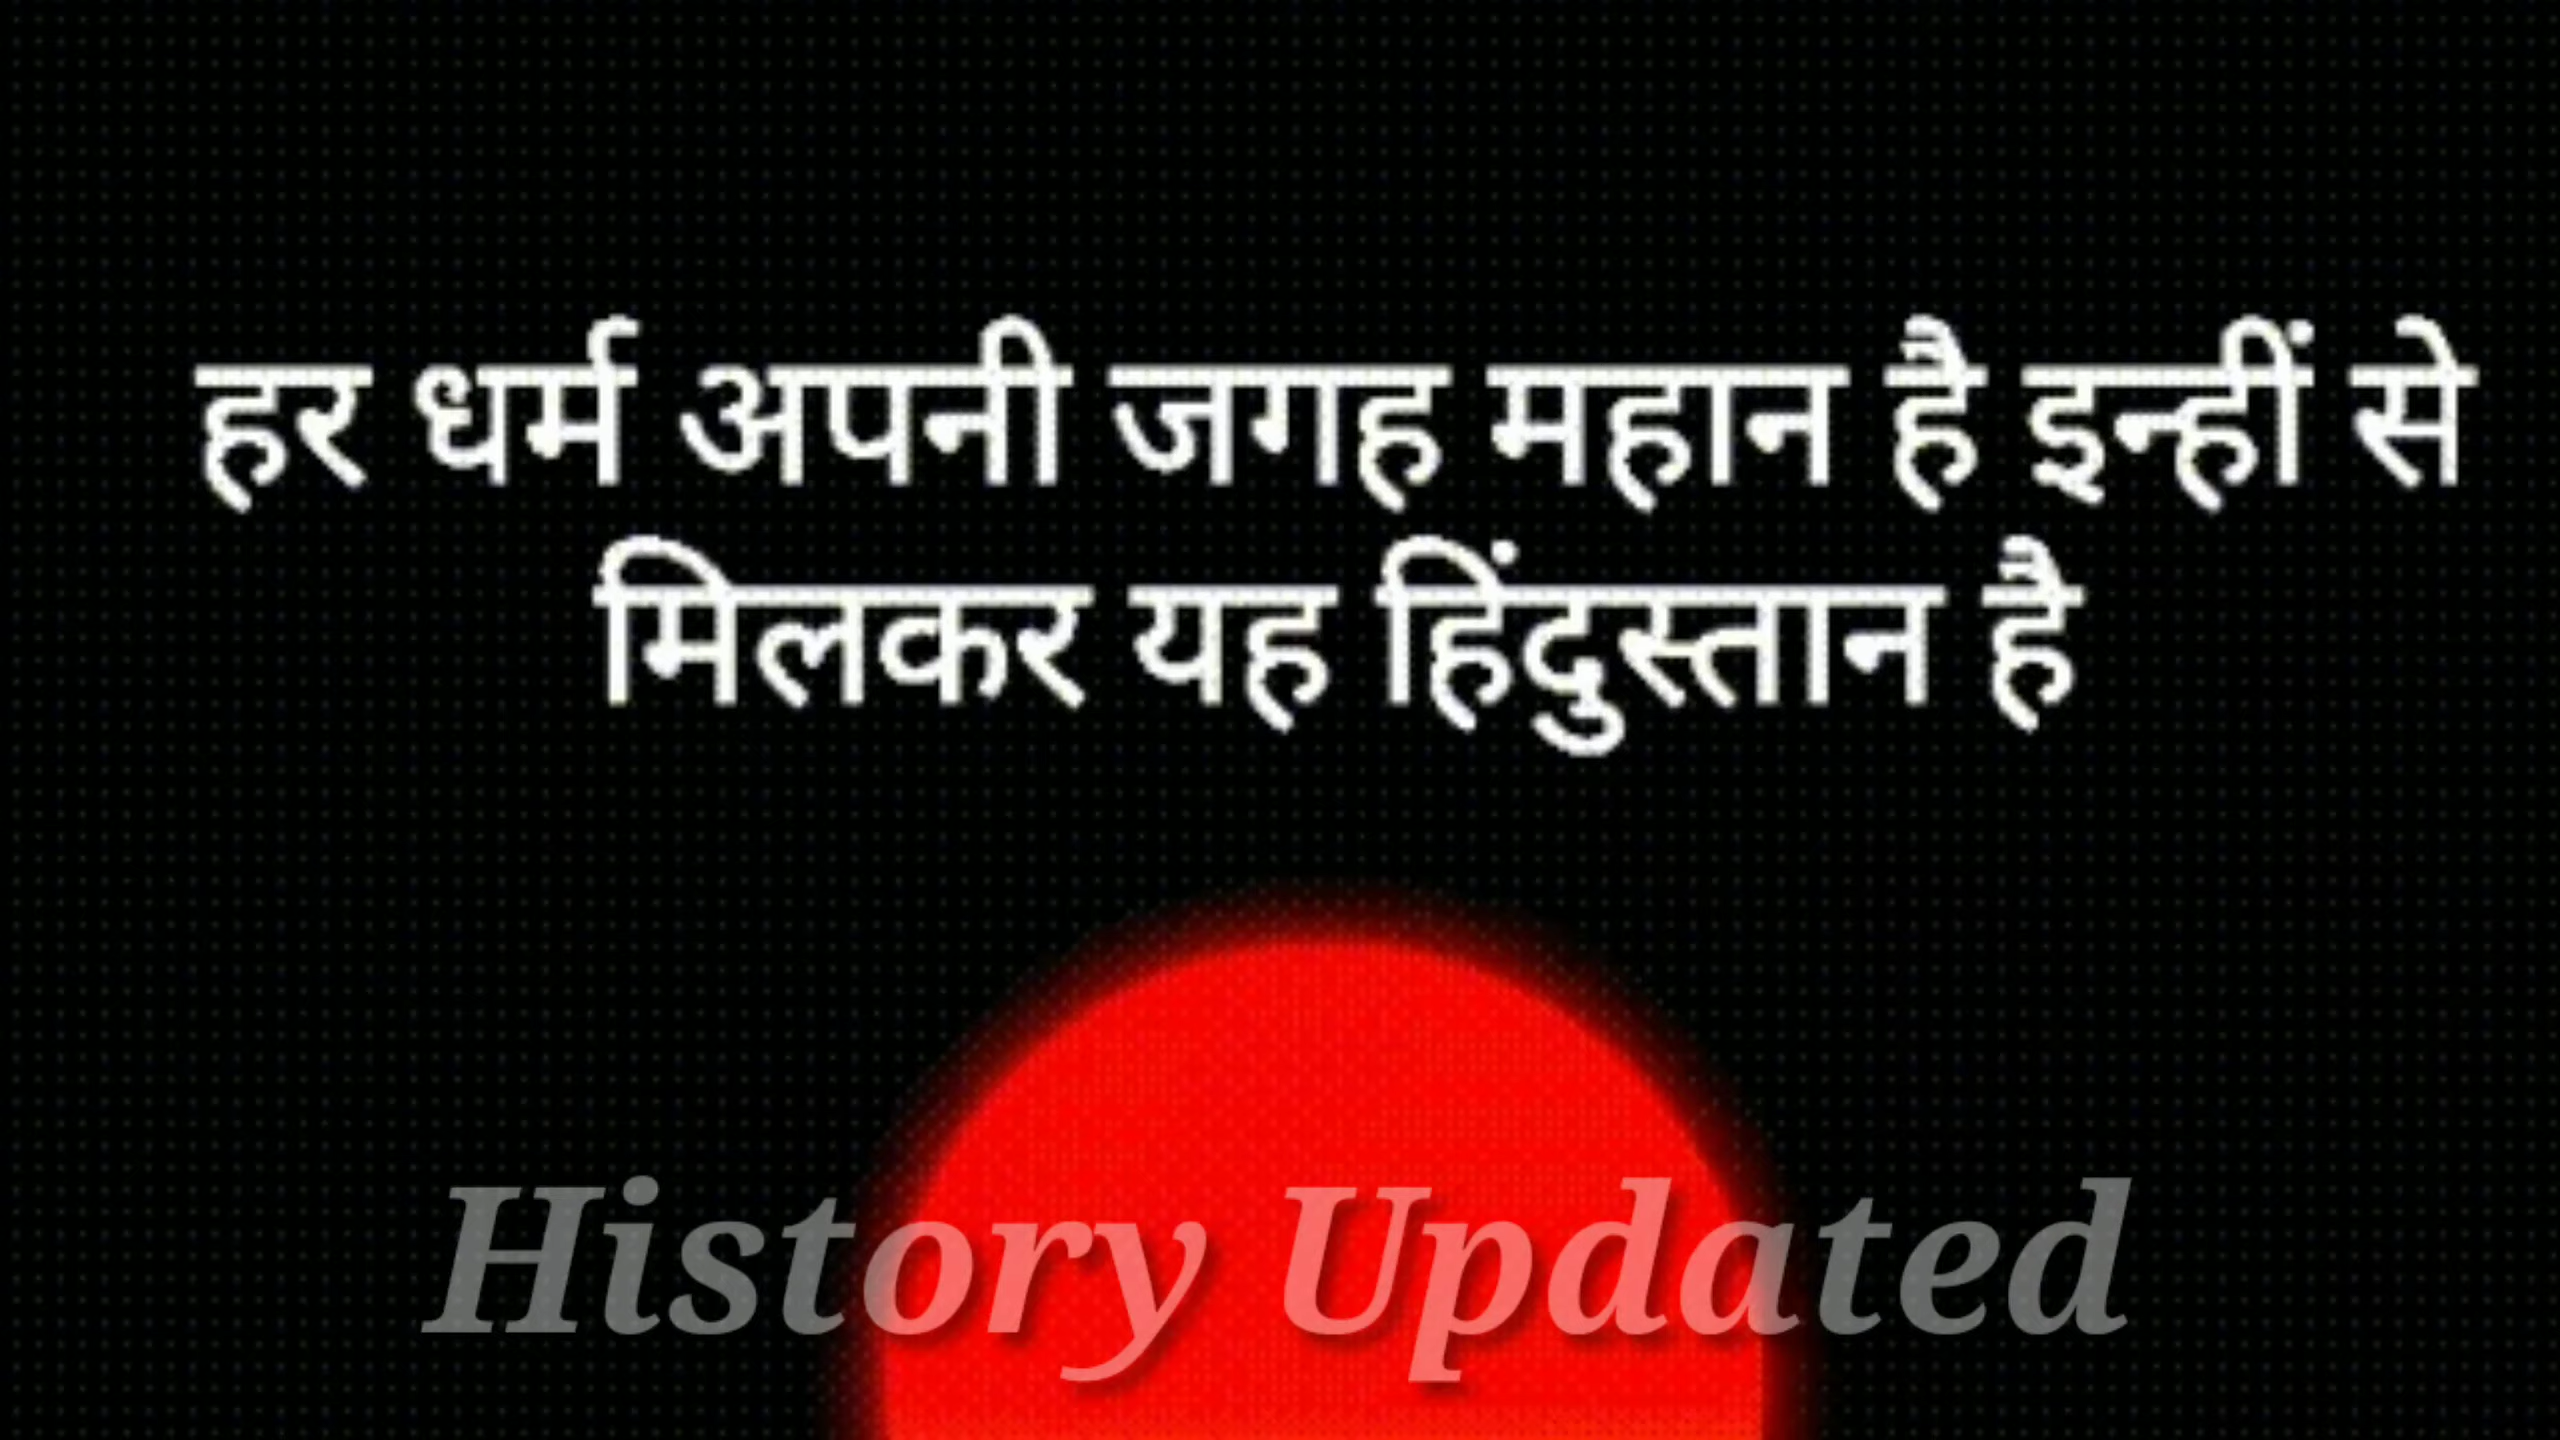 हर धर्म अपनी जगह महान है इन्हीं से
मिलकर यह हिंदुस्तान है
History Updated